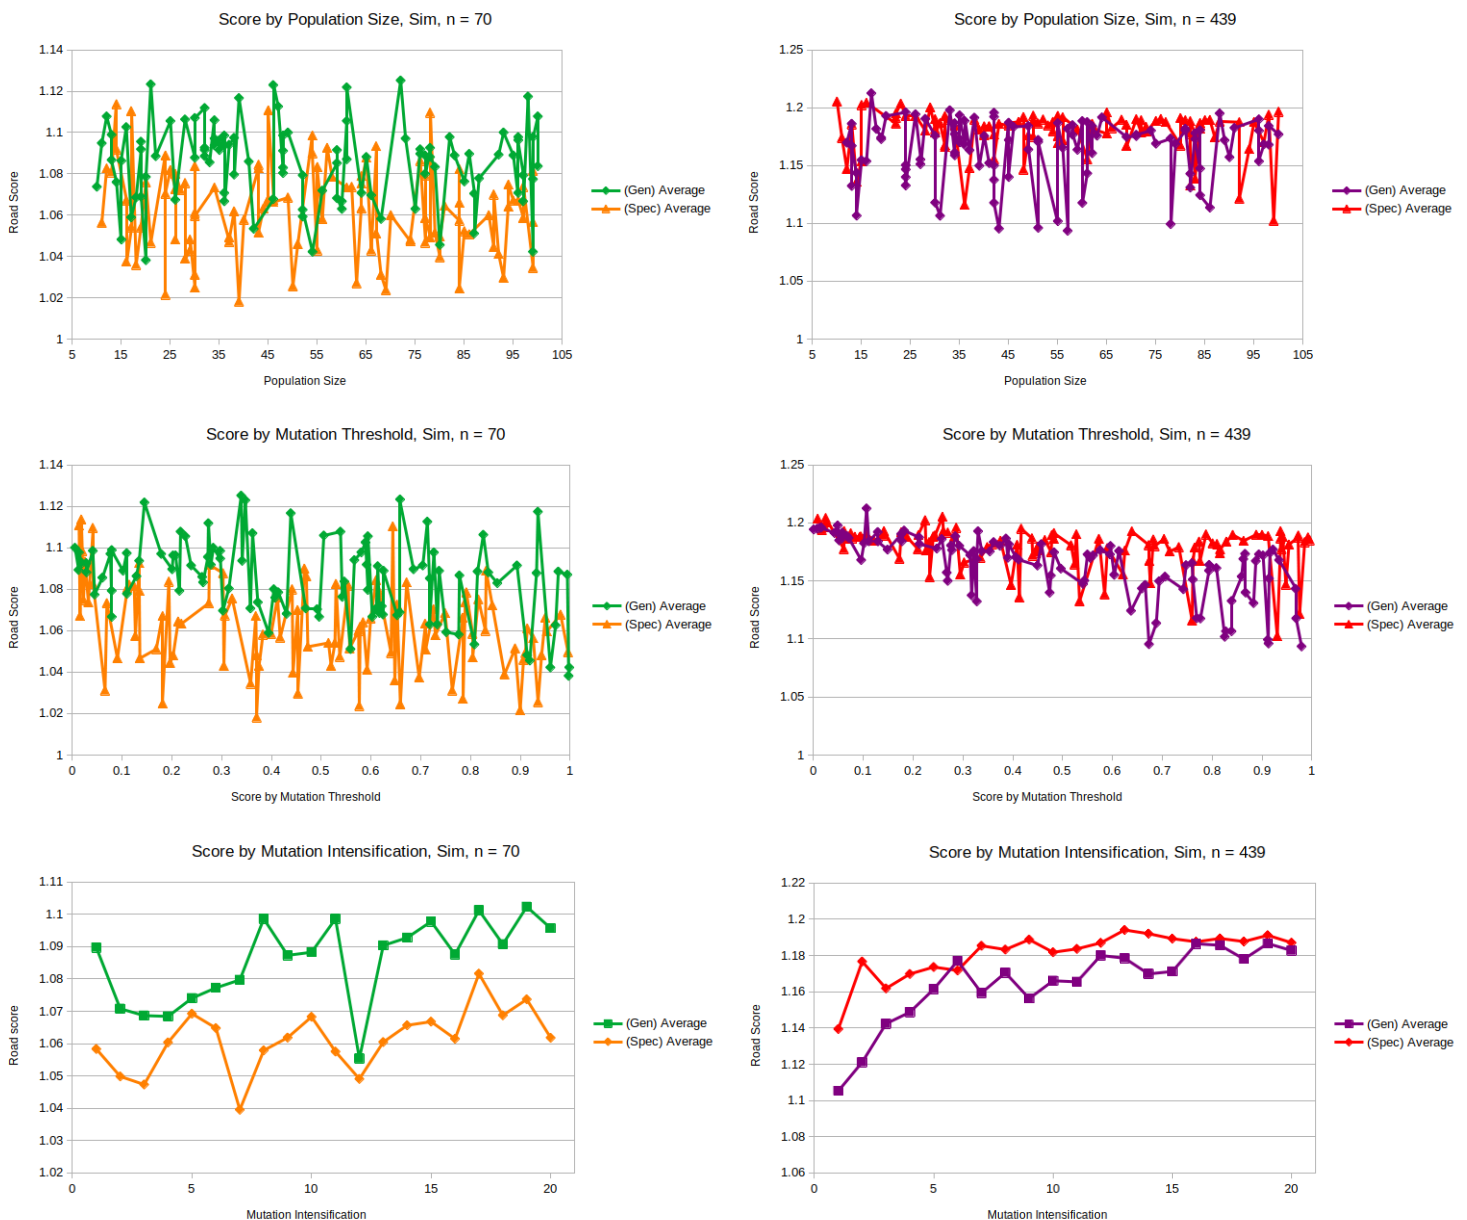 Score by Population Size, Sim, n = 70
1.14
1.12
1.1
1.08
1.06
1.04
1.02
1
5 15 25 35 45 55 65 75 85 95 105
Road Score
Population Size
(Gen) Average
(Spec) Average
Score by Population Size, Sim, n = 439
1.25
1.2
1.15
1.1
1.05
1
5 15 25 35 45 55 65 75 85 95 105
Road Score
Population Size
(Gen) Average
(Spec) Average
Score by Mutation Threshold, Sim, n = 70
1.14
1.12
1.1
1.08
1.06
1.04
1.02
1
0 0.1 0.2 0.3 0.4 0.5 0.6 0.7 0.8 0.9 1
Road Score
Score by Mutation Threshold
(Gen) Average
(Spec) Average
Score by Mutation Threshold, Sim, n = 439
1.25
1.2
1.15
1.1
1.05
1
0 0.1 0.2 0.3 0.4 0.5 0.6 0.7 0.8 0.9 1
Road Score
Score by Mutation Threshold
(Gen) Average
(Spec) Average
Score by Mutation Intensification, Sim, n = 70
1.11
1.1
1.09
1.08
1.07
1.06
1.05
1.04
1.03
1.02
0 5 10 15 20
Road score
Mutation Intensification
(Gen) Average
(Spec) Average
Score by Mutation Intensification, Sim, n = 439
1.22
1.2
1.18
1.16
1.14
1.12
1.1
1.08
1.06
0 5 10 15 20
Road Score
Mutation Intensification
(Gen) Average
(Spec) Average